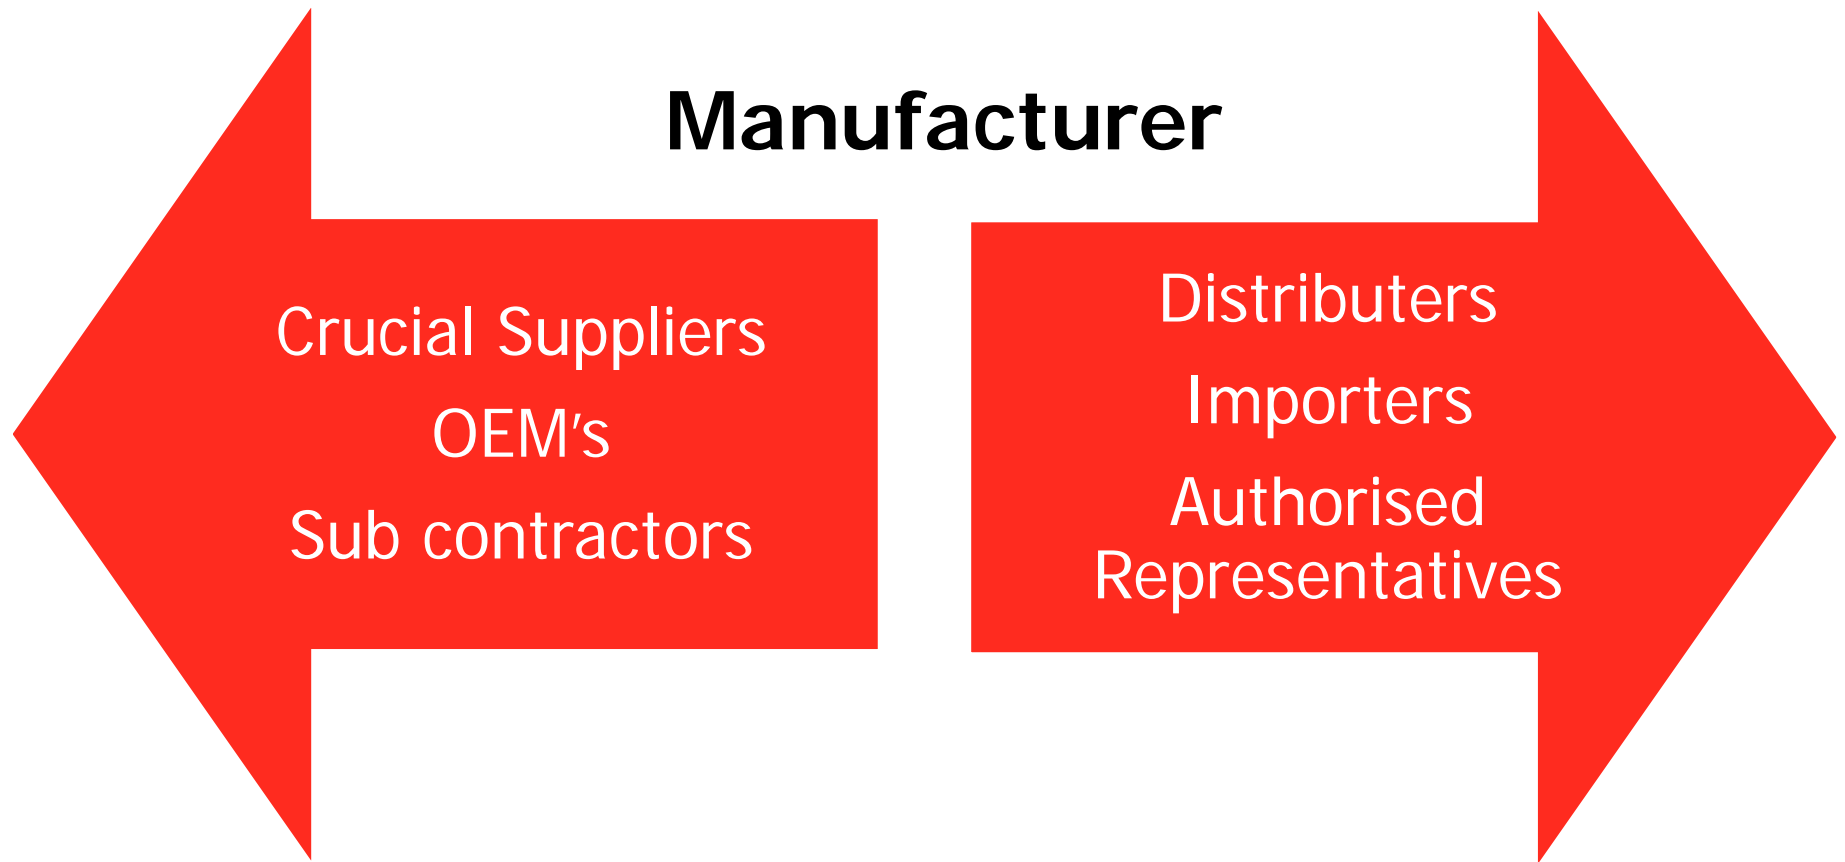 Manufacturer
Crucial Suppliers
OEM's
Sub contractors
Distributers
Importers
Authorised
Representatives